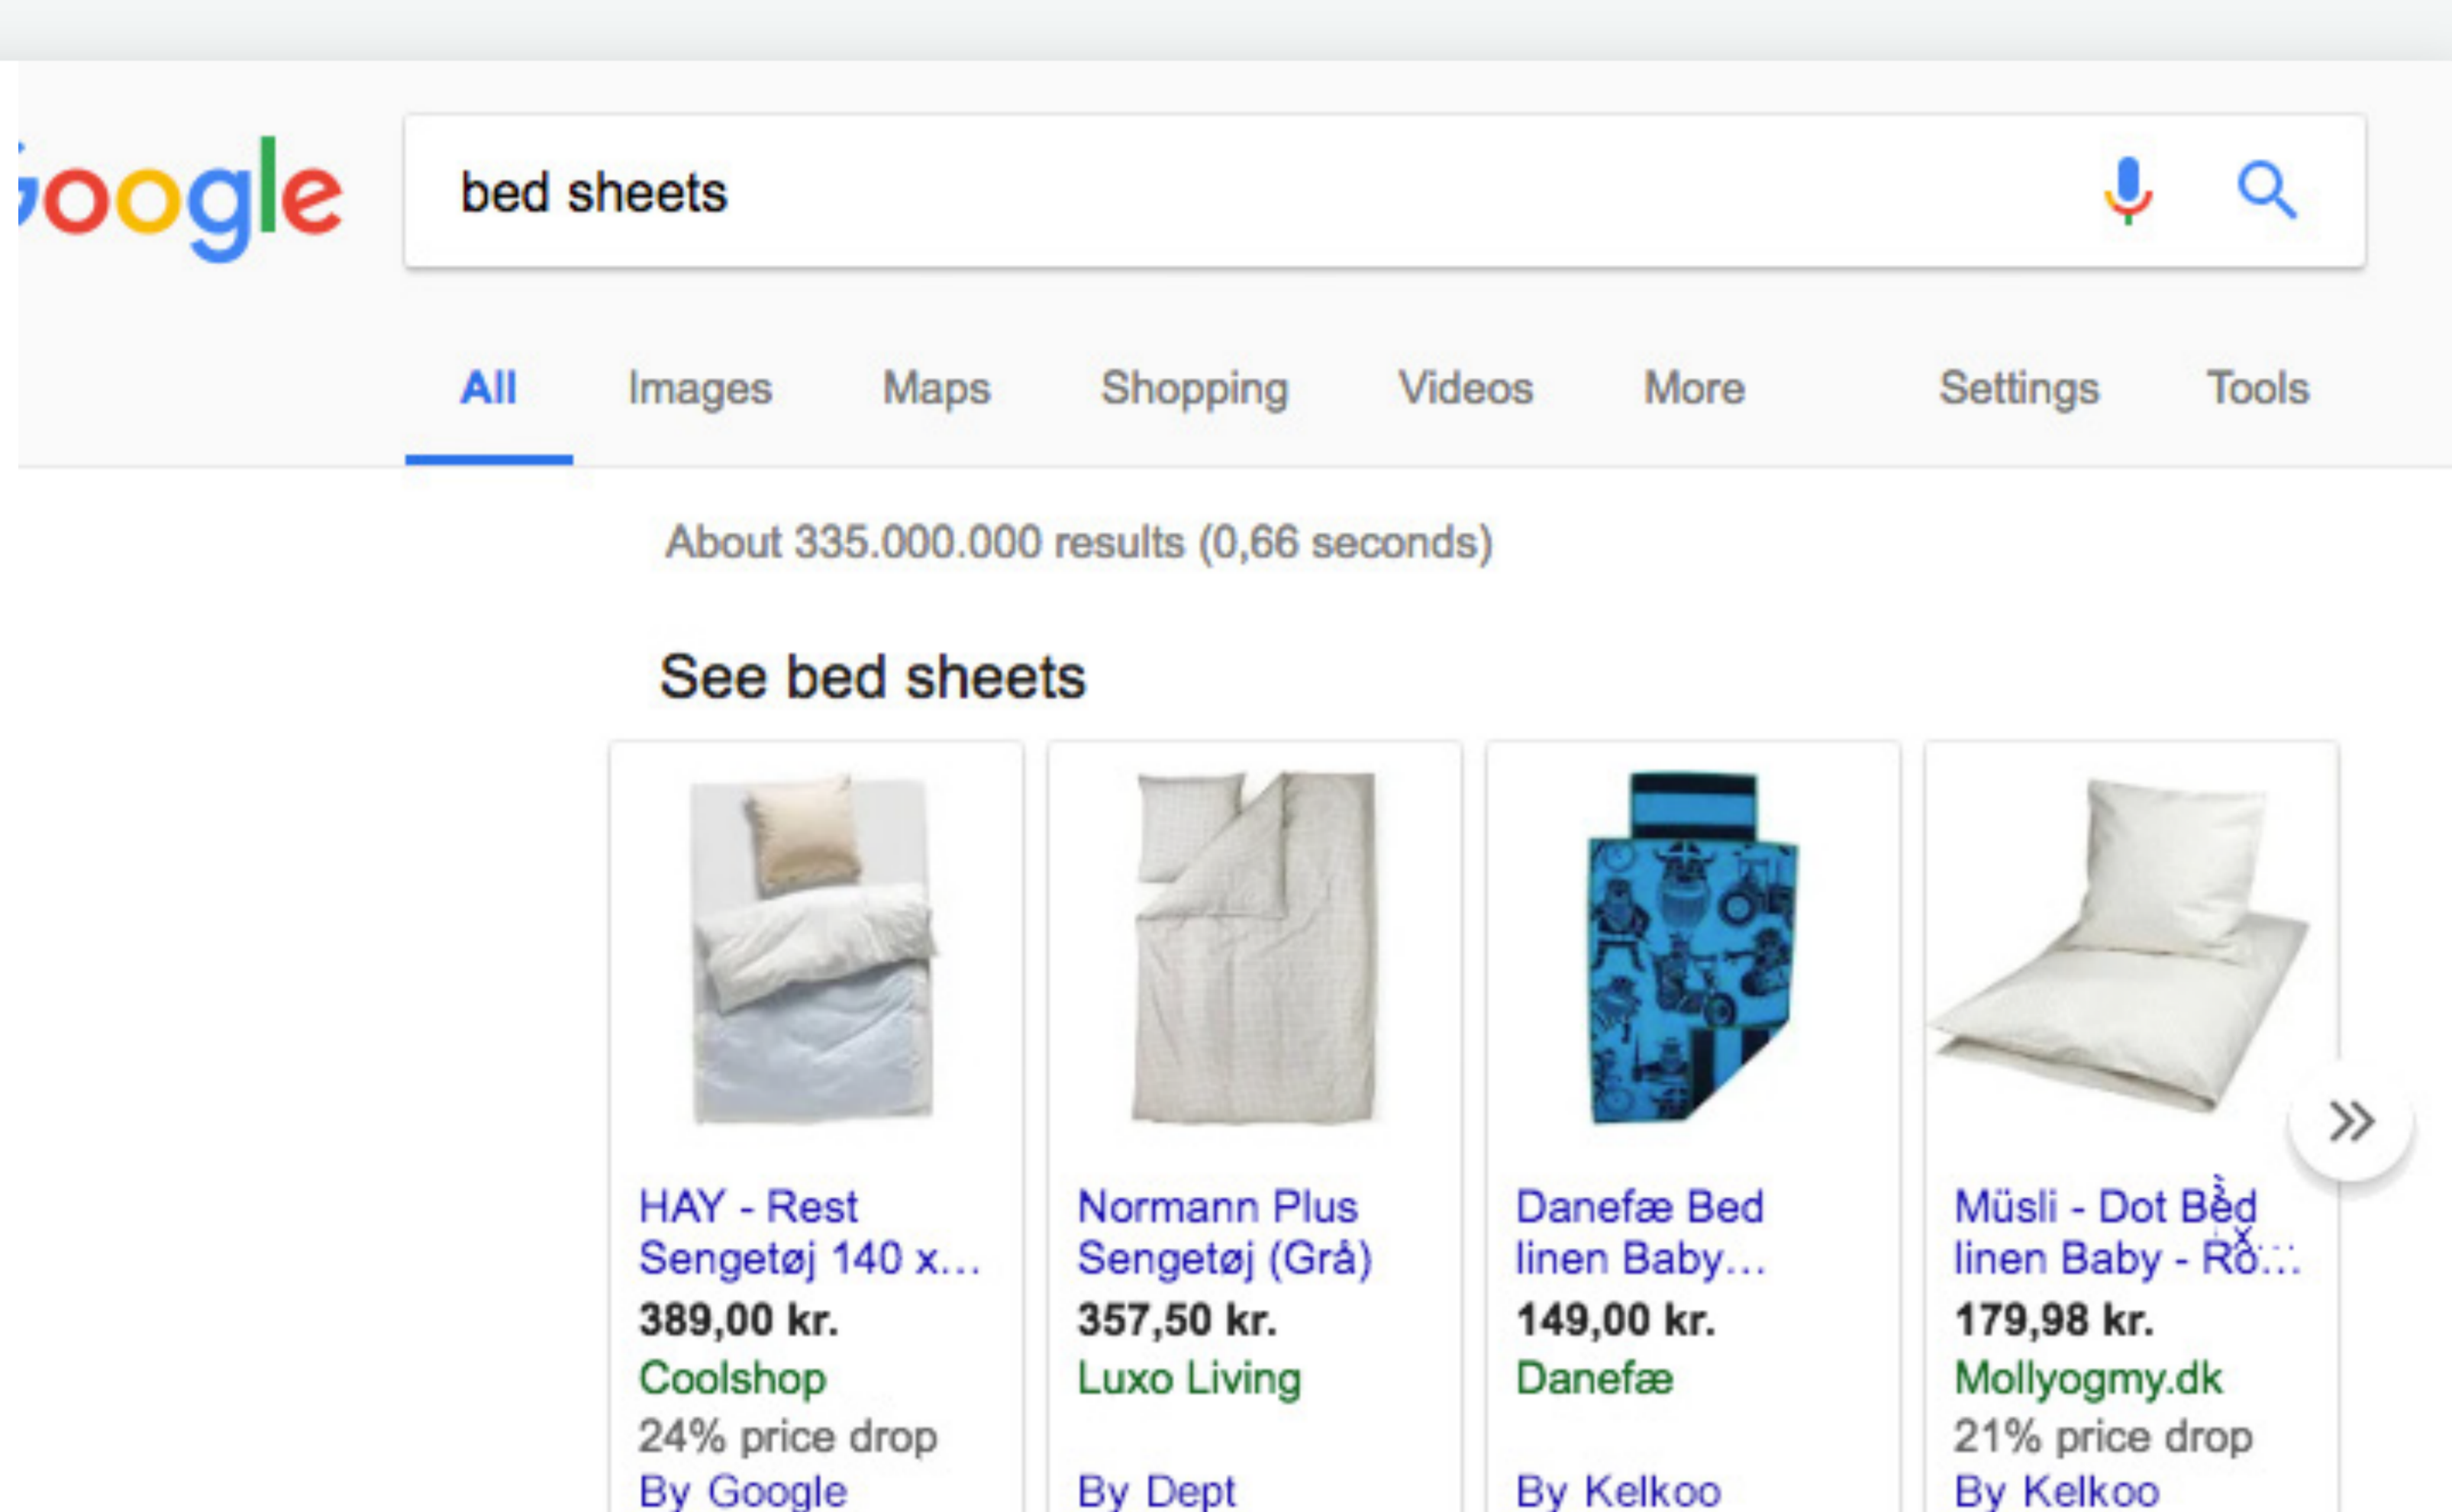 Google
bed sheets
All Images Maps Shopping Videos More Settings Tools
About 335.000.000 results (0,66 seconds)
See bed sheets
HAY - Rest
Sengetøj 140 x...
389,00 kr.
Coolshop
24% price drop
By Google
Normann Plus
Sengetøj (Grå)
357,50 kr.
Luxo Living
By Dept
Danefæ Bed
linen Baby...
149,00 kr.
Danefæ
By Kelkoo
Müsli - Dot Bed
linen Baby -
179,98 kr.
Mollyogmy.dk
21% price drop
By Kelkoo